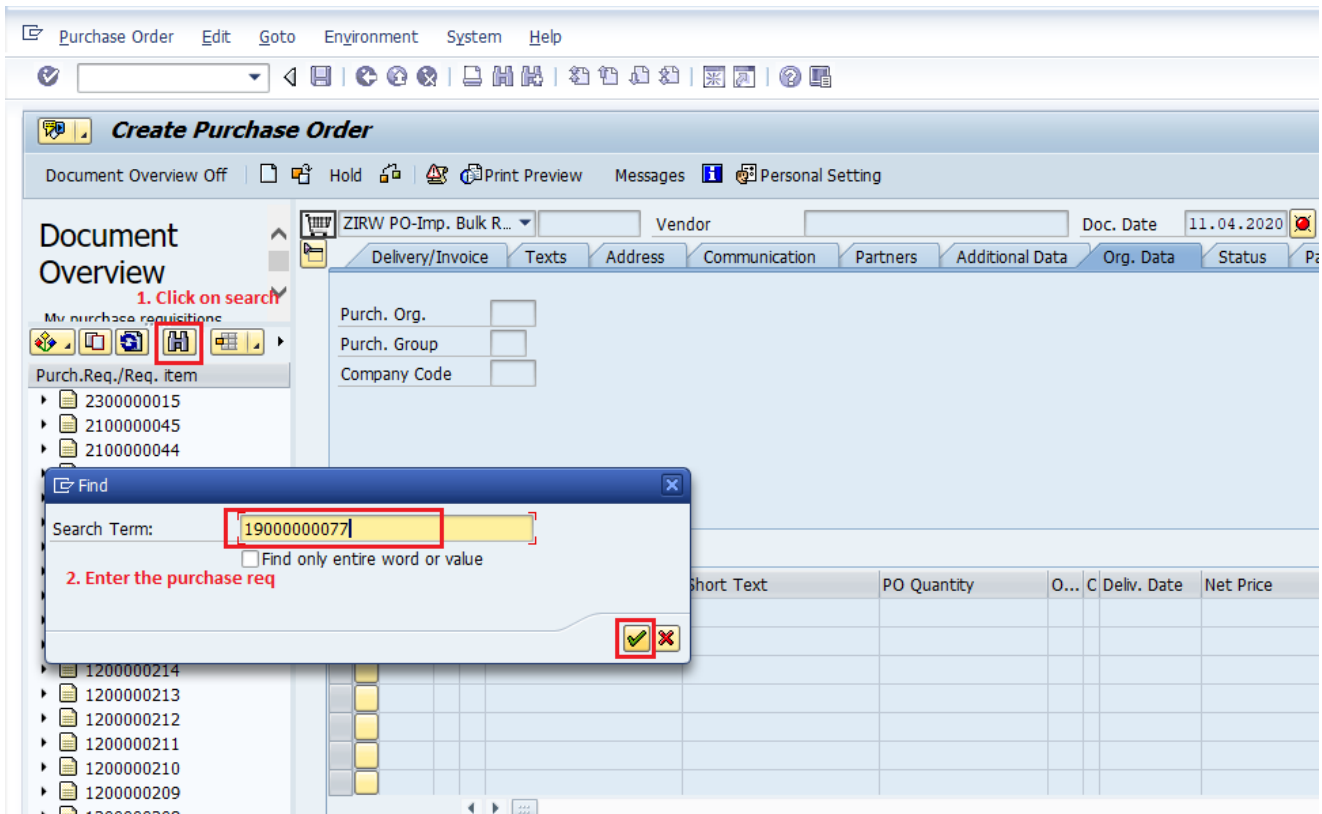 Purchase Order Edit Goto Environment System Help
Create Purchase Order
Document Overview Off Hold Print Preview Messages Personal Setting
Document
Overview
1. Click on search
My purchase requisitions
Purch.Req./Req. item
2300000015
2100000045
2100000044
ZIRW PO-Imp. Bulk R... Vendor Doc. Date 11.04.2020
Delivery/Invoice Texts Address Communication Partners Additional Data Org. Data Status Pa
Purch. Org.
Purch. Group
Company Code
Find
Search Term: 19000000077
Find only entire word or value
2. Enter the purchase req
Short Text PO Quantity O... C Deliv. Date Net Price
1200000214
1200000213
1200000212
1200000211
1200000210
1200000209